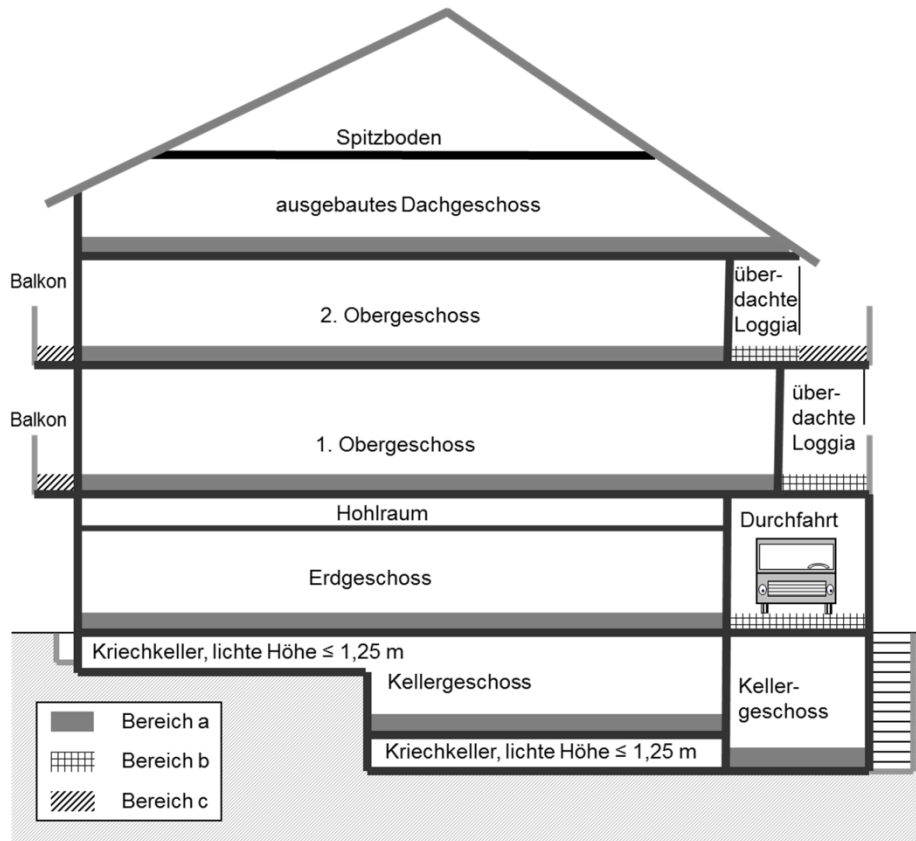 Spitzboden
ausgebautes Dachgeschoss
Balkon
2. Obergeschoss
über-
dachte
Loggia
Balkon
1. Obergeschoss
über-
dachte
Loggia
Hohlraum
Durchfahrt
Erdgeschoss
Kriechkeller, lichte Höhe ≤ 1,25 m
Kellergeschoss
Keller-
geschoss
Kriechkeller, lichte Höhe ≤ 1,25 m
Bereich a
Bereich b
Bereich c